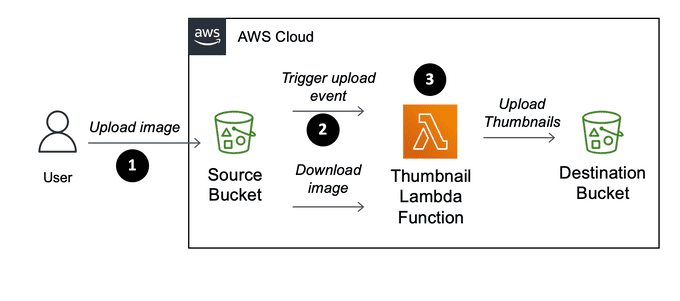 aws
AWS Cloud
Trigger upload
event
3
Upload
Thumbnails
Upload image
2
1
User
Source
Bucket
Download
image
Thumbnail
Lambda
Function
Destination
Bucket